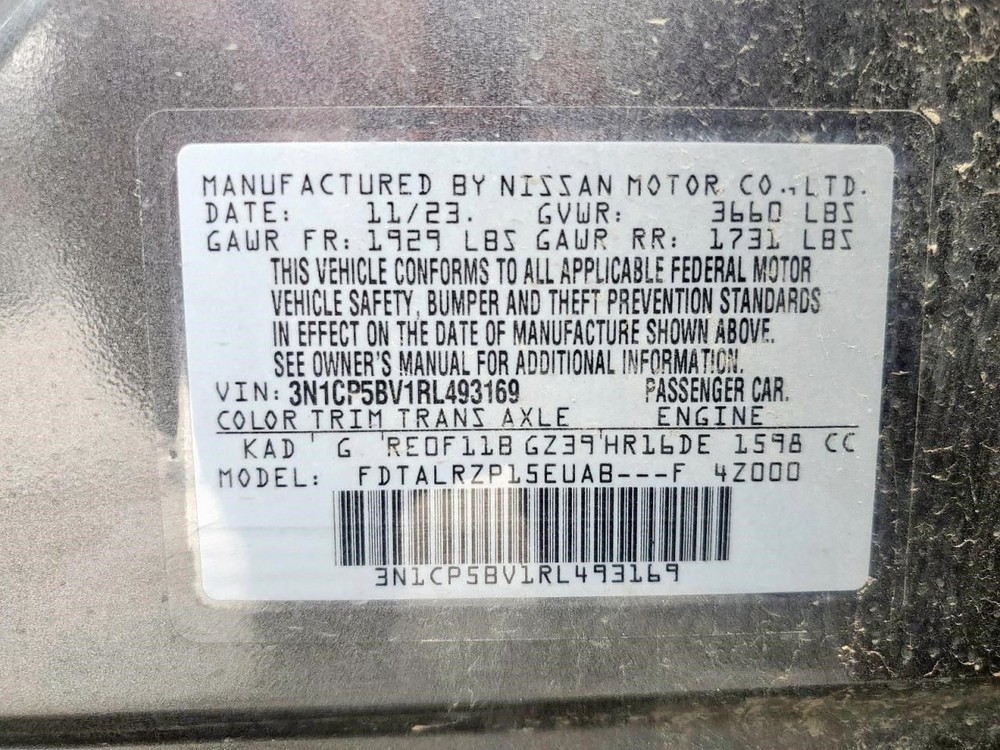 MANUFACTURED BY NISSAN MOTOR CO., LTD.
DATE: 11/23. GVWR: 3660 LBS
GAWR FR: 1929 LBS GAWR RR: 1731 LBS
THIS VEHICLE CONFORMS TO ALL APPLICABLE FEDERAL MOTOR
VEHICLE SAFETY, BUMPER AND THEFT PREVENTION STANDARDS
IN EFFECT ON THE DATE OF MANUFACTURE SHOWN ABOVE.
SEE OWNER'S MANUAL FOR ADDITIONAL INFORMATION.
VIN: 3N1CP5BV1RL493169 PASSENGER CAR.
COLOR TRIM TRANS AXLE ENGINE
KAD ' G ' RE0F11B GZ39 ' HR16DE 1598 CC
MODEL: FDTALRZP15EUAB---F 4Z000
3N1CP5BV1RL493169